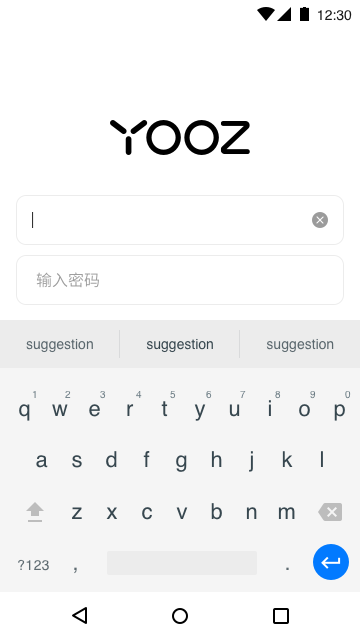 12:30
YOOZ
输入密码
suggestion suggestion suggestion
1 2 3 4 5 6 7 8 9 0
q w e r t y u i o p
a s d f g h j k l
z x c v b n m
?123 , .